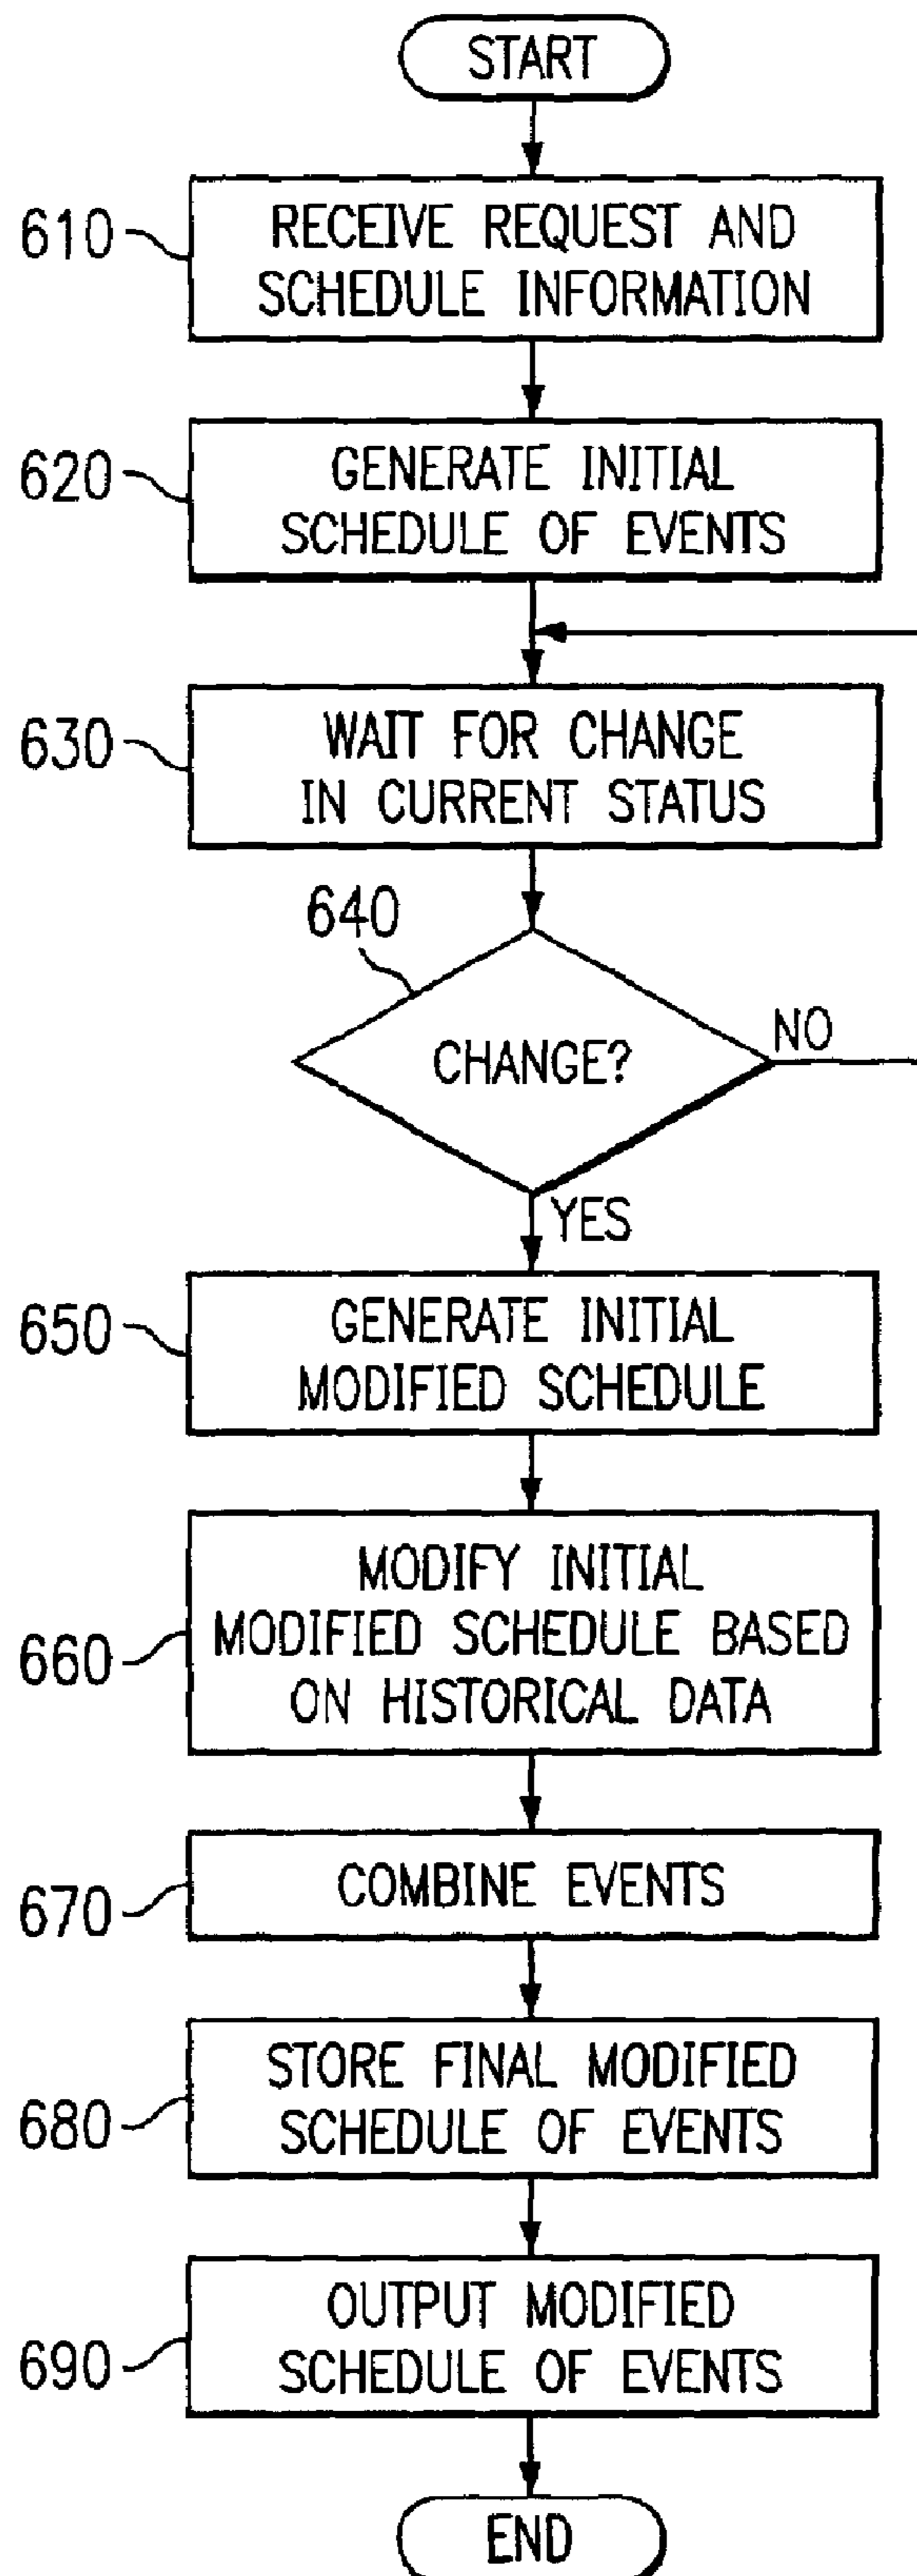 START
610
RECEIVE REQUEST AND
SCHEDULE INFORMATION
620
GENERATE INITIAL
SCHEDULE OF EVENTS
630
WAIT FOR CHANGE
IN CURRENT STATUS
640
CHANGE?
NO
YES
650
GENERATE INITIAL
MODIFIED SCHEDULE
660
MODIFY INITIAL
MODIFIED SCHEDULE BASED
ON HISTORICAL DATA
670
COMBINE EVENTS
680
STORE FINAL MODIFIED
SCHEDULE OF EVENTS
690
OUTPUT MODIFIED
SCHEDULE OF EVENTS
END